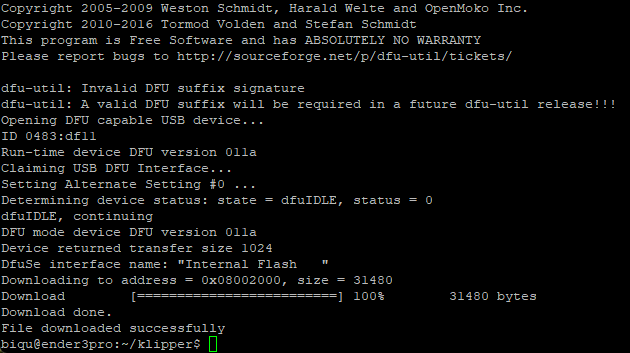 Copyright 2005-2009 Weston Schmidt, Harald Welte and OpenMoko Inc.
Copyright 2010-2016 Tormod Volden and Stefan Schmidt
This program is Free Software and has ABSOLUTELY NO WARRANTY
Please report bugs to http://sourceforge.net/p/dfu-util/tickets/

dfu-util: Invalid DFU suffix signature
dfu-util: A valid DFU suffix will be required in a future dfu-util release!!!
Opening DFU capable USB device...
ID 0483:df11
Run-time device DFU version 011a
Claiming USB DFU Interface...
Setting Alternate Setting #0 ...
Determining device status: state = dfuIDLE, status = 0
dfuIDLE, continuing
DFU mode device DFU version 011a
Device returned transfer size 1024
DfuSe interface name: "Internal Flash   "
Downloading to address = 0x08002000, size = 31480
Download        [=========================] 100%        31480 bytes
Download done.
File downloaded successfully
biqu@ender3pro:~/klipper$